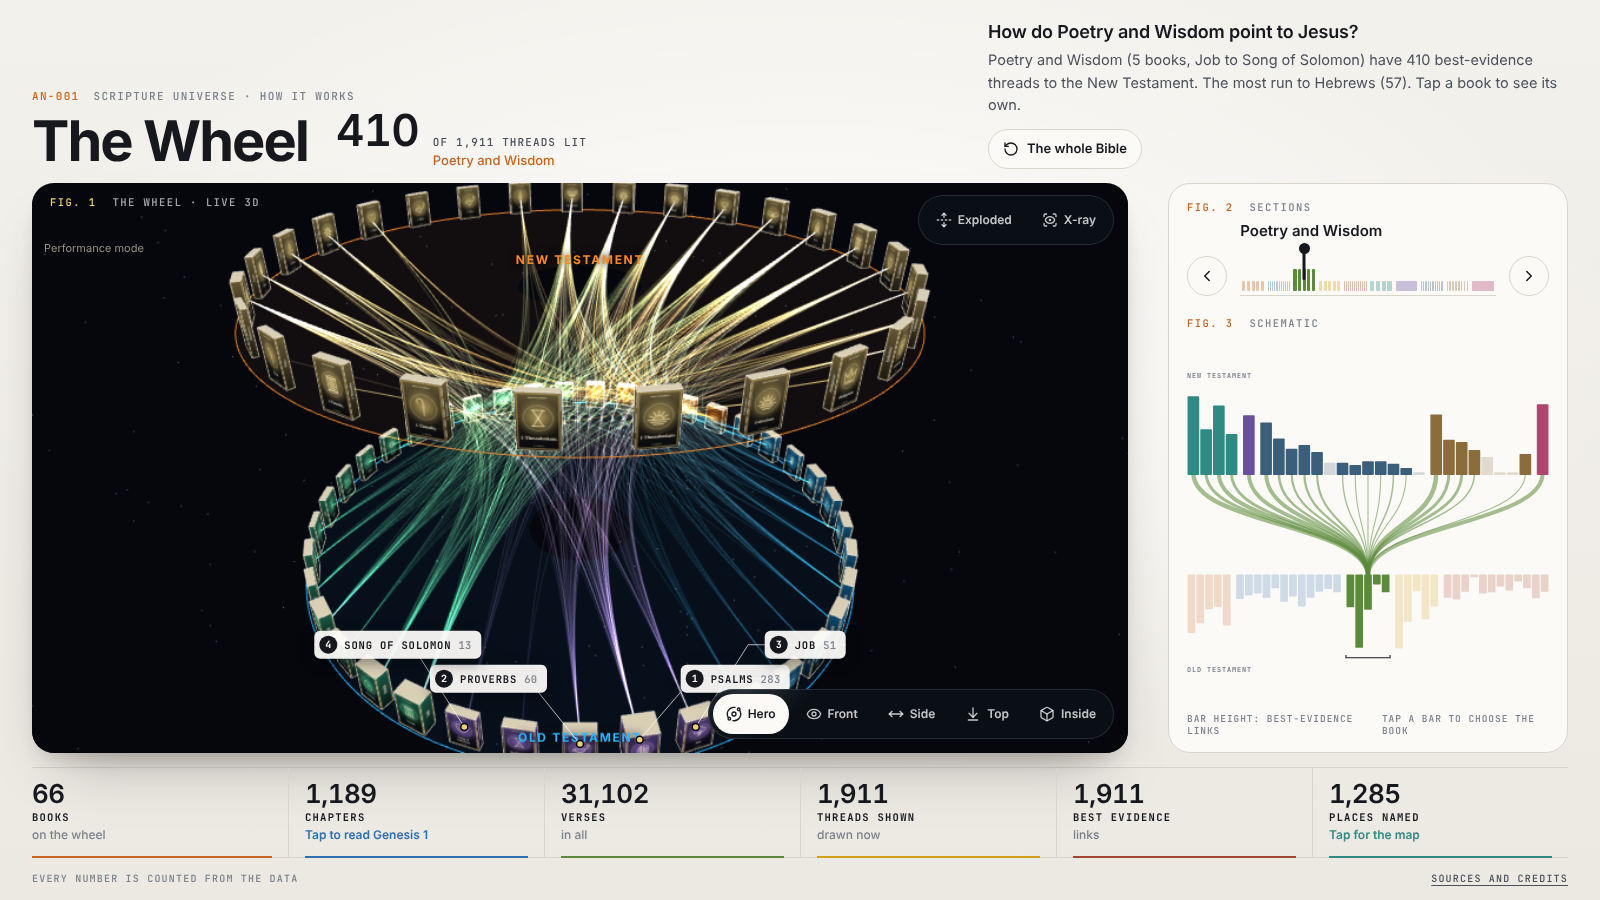 AN-001 SCRIPTURE UNIVERSE · HOW IT WORKS
The Wheel
410
OF 1,911 THREADS LIT
Poetry and Wisdom
How do Poetry and Wisdom point to Jesus?
Poetry and Wisdom (5 books, Job to Song of Solomon) have 410 best-evidence
threads to the New Testament. The most run to Hebrews (57). Tap a book to see its
own.
The whole Bible
FIG. 1 THE WHEEL · LIVE 3D
Performance mode
Exploded
X-ray
NEW TESTAMENT
4 SONG OF SOLOMON 13
3 JOB 51
2 PROVERBS 60
1 PSALMS 283
OLD TESTAMENT
Hero
Front
Side
Top
Inside
FIG. 2 SECTIONS
Poetry and Wisdom
FIG. 3 SCHEMATIC
NEW TESTAMENT
OLD TESTAMENT
BAR HEIGHT: BEST-EVIDENCE
LINKS
TAP A BAR TO CHOOSE THE
BOOK
66
BOOKS
on the wheel
1,189
CHAPTERS
Tap to read Genesis 1
31,102
VERSES
in all
1,911
THREADS SHOWN
drawn now
1,911
BEST EVIDENCE
links
1,285
PLACES NAMED
Tap for the map
EVERY NUMBER IS COUNTED FROM THE DATA
SOURCES AND CREDITS